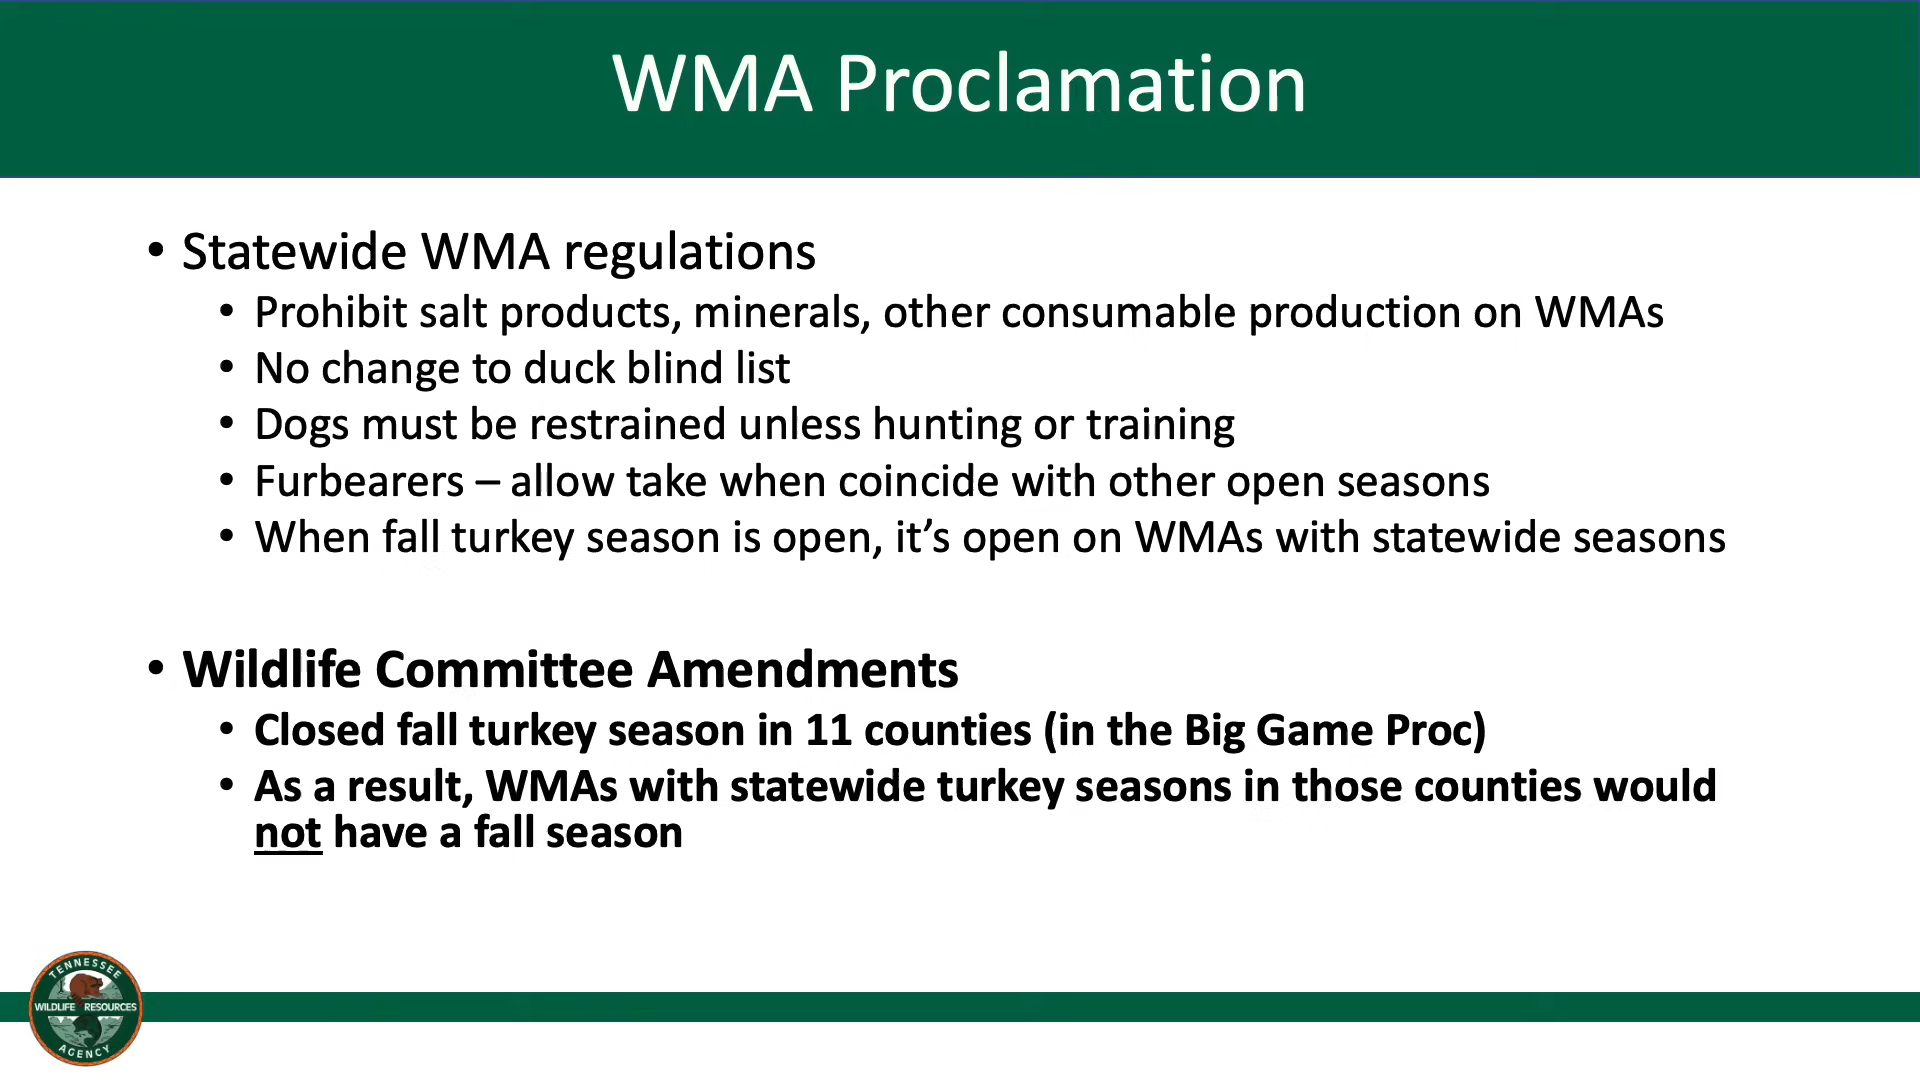 WMA Proclamation
• Statewide WMA regulations
• Prohibit salt products, minerals, other consumable production on WMAs
• No change to duck blind list
• Dogs must be restrained unless hunting or training
• Furbearers – allow take when coincide with other open seasons
• When fall turkey season is open, it’s open on WMAs with statewide seasons
• Wildlife Committee Amendments
• Closed fall turkey season in 11 counties (in the Big Game Proc)
• As a result, WMAs with statewide turkey seasons in those counties would
not have a fall season
TENNESSEE
WILDLIFE RESOURCES
AGENCY